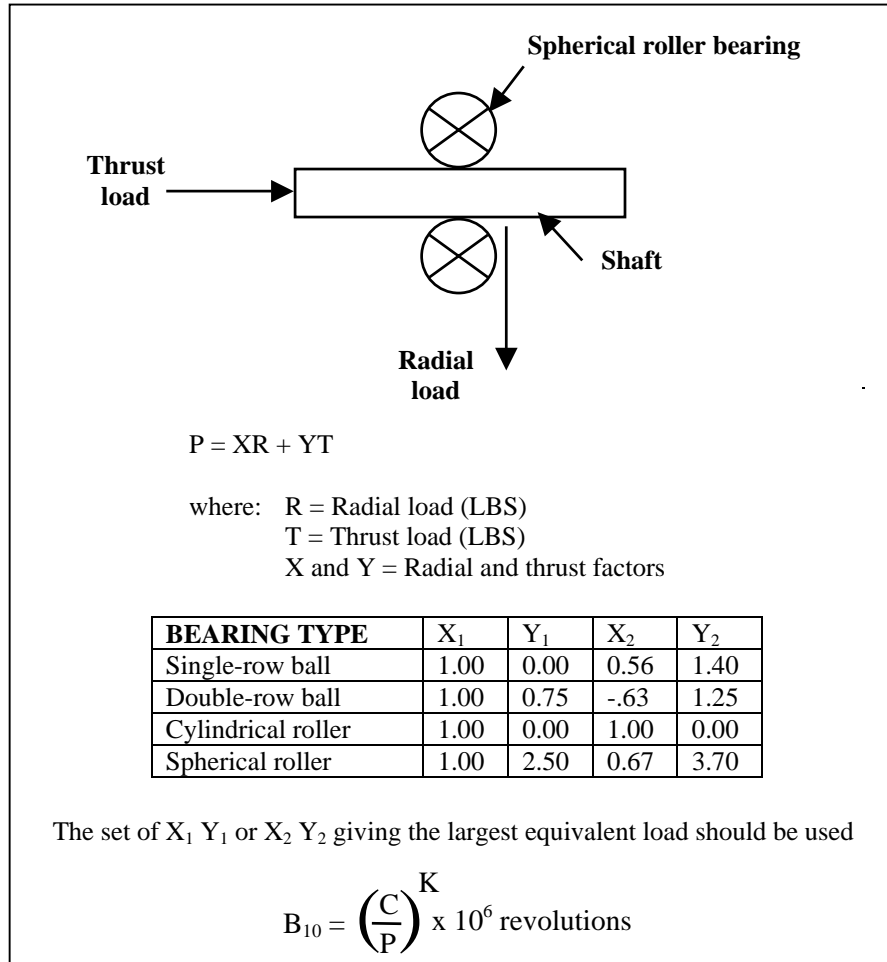 Spherical roller bearing
Thrust
load
Shaft
Radial
load
P = XR + YT
where: R = Radial load (LBS)
T = Thrust load (LBS)
X and Y = Radial and thrust factors
BEARING TYPE X₁ Y₁ X₂ Y₂
Single-row ball 1.00 0.00 0.56 1.40
Double-row ball 1.00 0.75 -.63 1.25
Cylindrical roller 1.00 0.00 1.00 0.00
Spherical roller 1.00 2.50 0.67 3.70
The set of X₁ Y₁ or X₂ Y₂ giving the largest equivalent load should be used
B₁₀ = (C/P)^K x 10⁶ revolutions